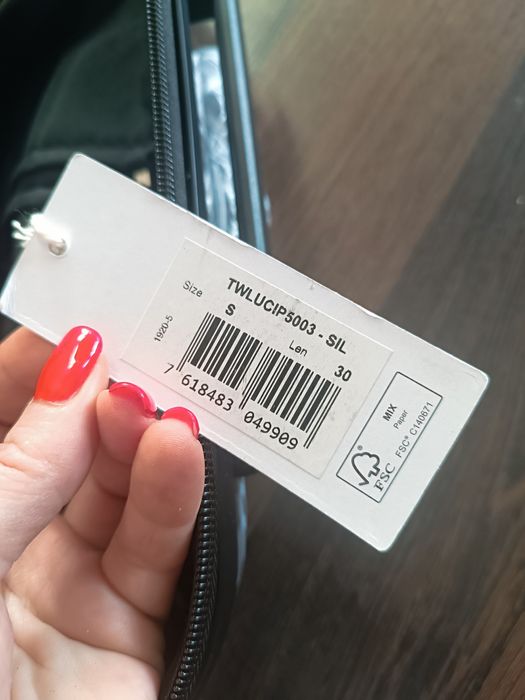 TWLUCIP5003 - SIL
Size S Len 30
1920-5
7 618483 049909
MIX
Paper
FSC® C140671
FSC